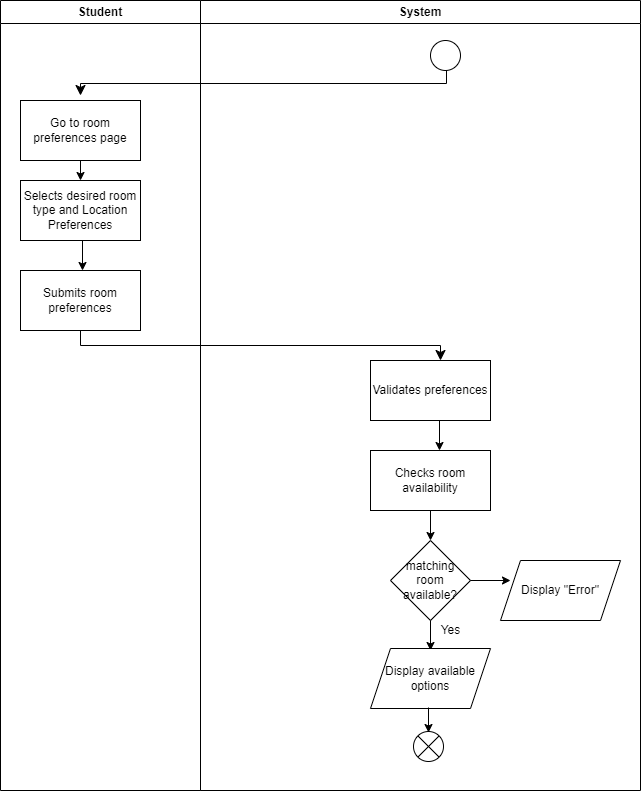 Student
System
Go to room
preferences page
Selects desired room
type and Location
Preferences
Submits room
preferences
Validates preferences
Checks room
availability
matching
room
available?
Display "Error"
Yes
Display available
options